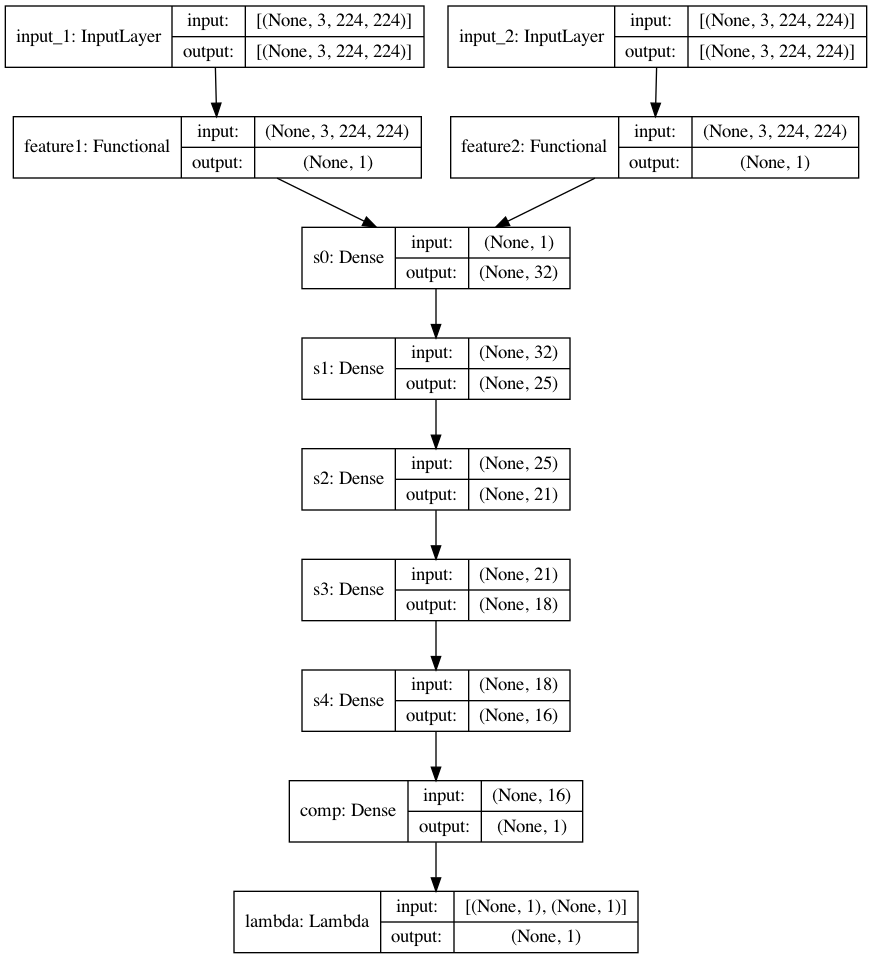 input_1: InputLayer input: [(None, 3, 224, 224)]
output: [(None, 3, 224, 224)]
input_2: InputLayer input: [(None, 3, 224, 224)]
output: [(None, 3, 224, 224)]
feature1: Functional input: (None, 3, 224, 224)
output: (None, 1)
feature2: Functional input: (None, 3, 224, 224)
output: (None, 1)
s0: Dense input: (None, 1)
output: (None, 32)
s1: Dense input: (None, 32)
output: (None, 25)
s2: Dense input: (None, 25)
output: (None, 21)
s3: Dense input: (None, 21)
output: (None, 18)
s4: Dense input: (None, 18)
output: (None, 16)
comp: Dense input: (None, 16)
output: (None, 1)
lambda: Lambda input: [(None, 1), (None, 1)]
output: (None, 1)